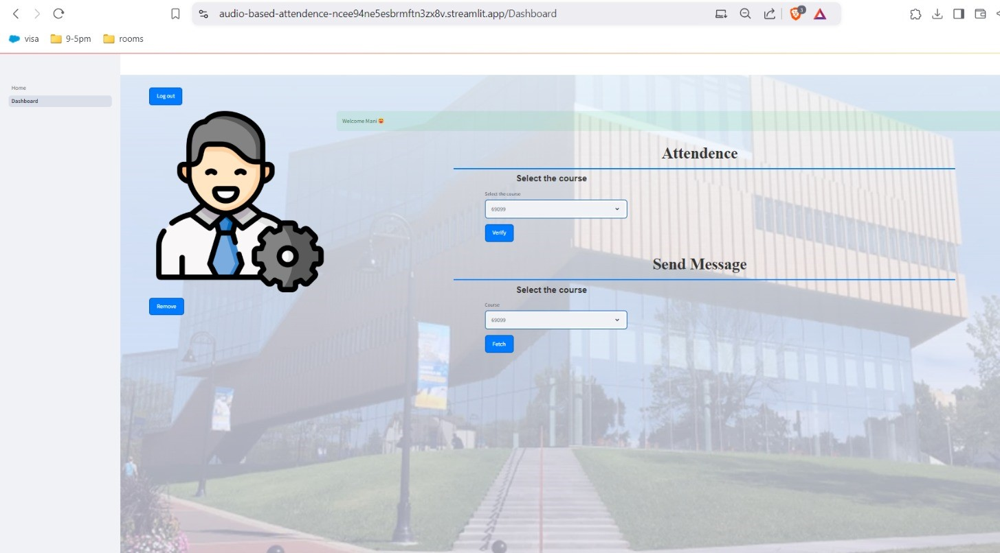 audio-based-attendence-ncee94ne5esbrmftn3zx8v.streamlit.app/Dashboard
3
visa 9-5pm rooms
Home
Dashboard
Log out
Welcome Mani 😄
Attendence
Select the course
Select the course
69099
Verify
Send Message
Select the course
Course
69099
Fetch
Remove